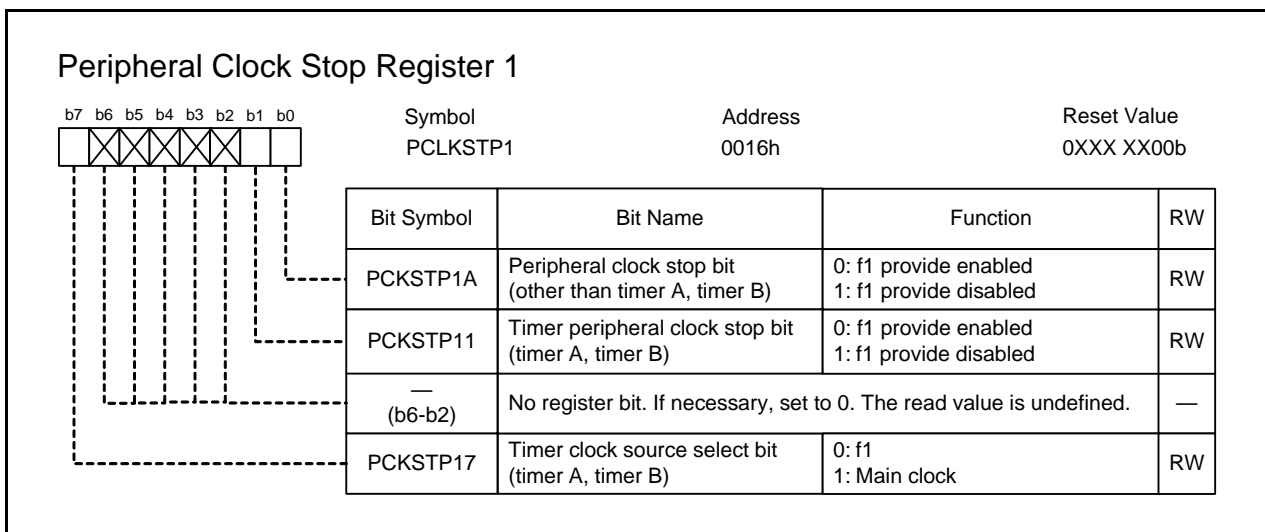 Peripheral Clock Stop Register 1
b7 b6 b5 b4 b3 b2 b1 b0
Symbol Address Reset Value
PCLKSTP1 0016h 0XXX XX00b
Bit Symbol Bit Name Function RW
PCKSTP1A Peripheral clock stop bit (other than timer A, timer B) 0: f1 provide enabled 1: f1 provide disabled RW
PCKSTP11 Timer peripheral clock stop bit (timer A, timer B) 0: f1 provide enabled 1: f1 provide disabled RW
— (b6-b2) No register bit. If necessary, set to 0. The read value is undefined. —
PCKSTP17 Timer clock source select bit (timer A, timer B) 0: f1 1: Main clock RW